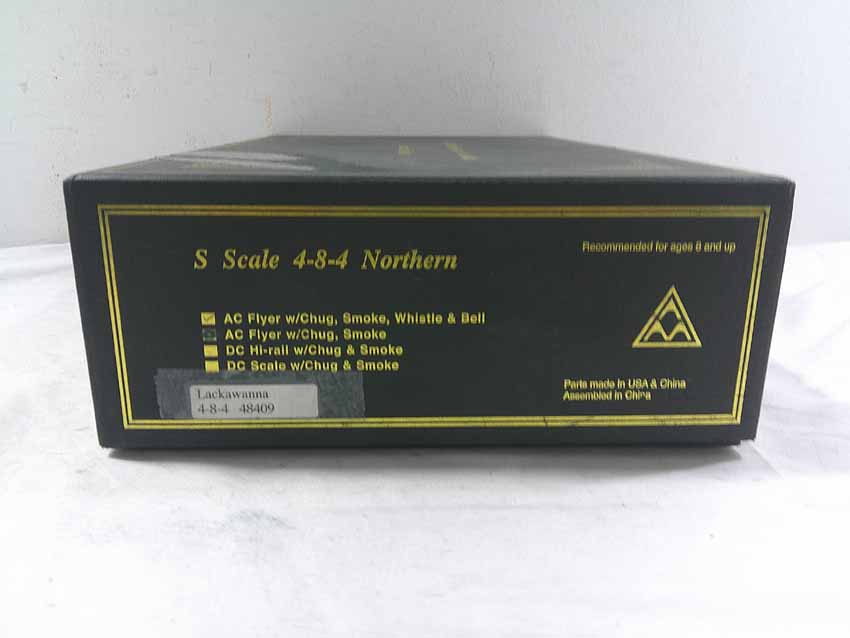 S Scale 4-8-4 Northern
Recommended for ages 8 and up
AC Flyer w/Chug, Smoke, Whistle & Bell
AC Flyer w/Chug, Smoke
DC Hi-rail w/Chug & Smoke
DC Scale w/Chug & Smoke
Parts made in USA & China
Assembled in China
Lackawanna
4-8-4 48409